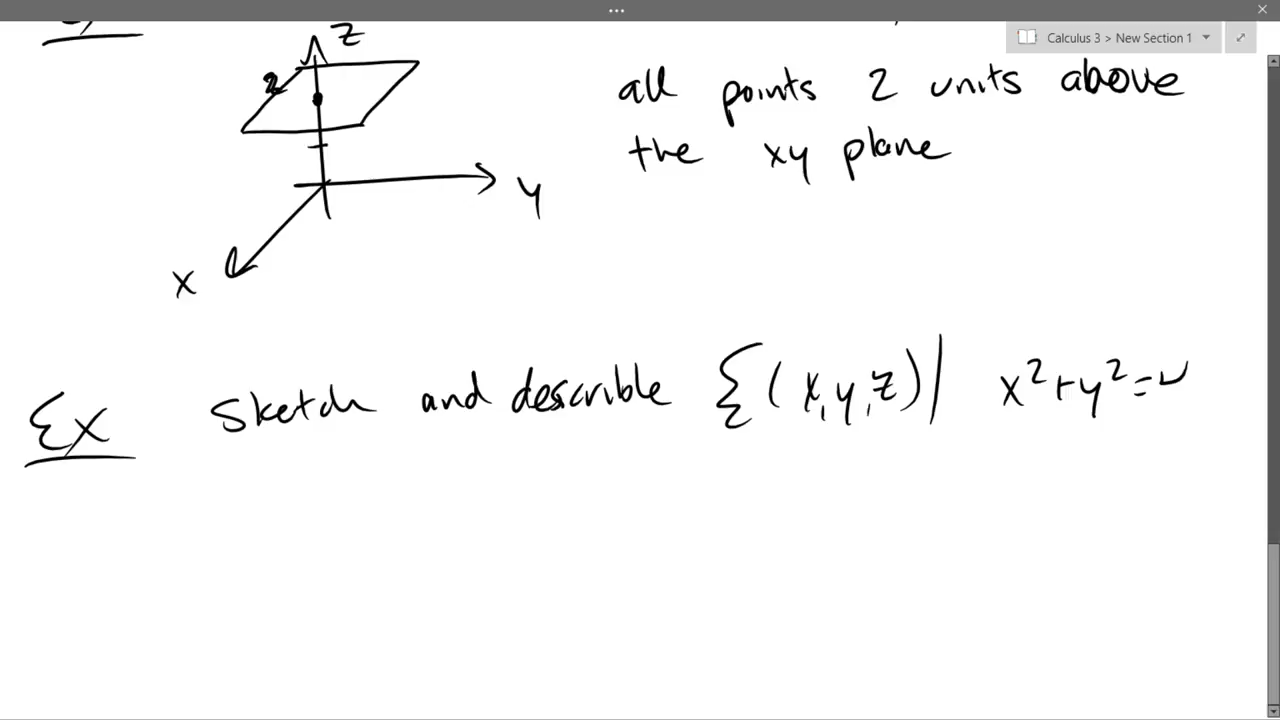 ...
Calculus 3 > New Section 1
z
2
all points 2 units above
the xy plane
y
x
Ex Sketch and describle {(x,y,z)| x²+y²=